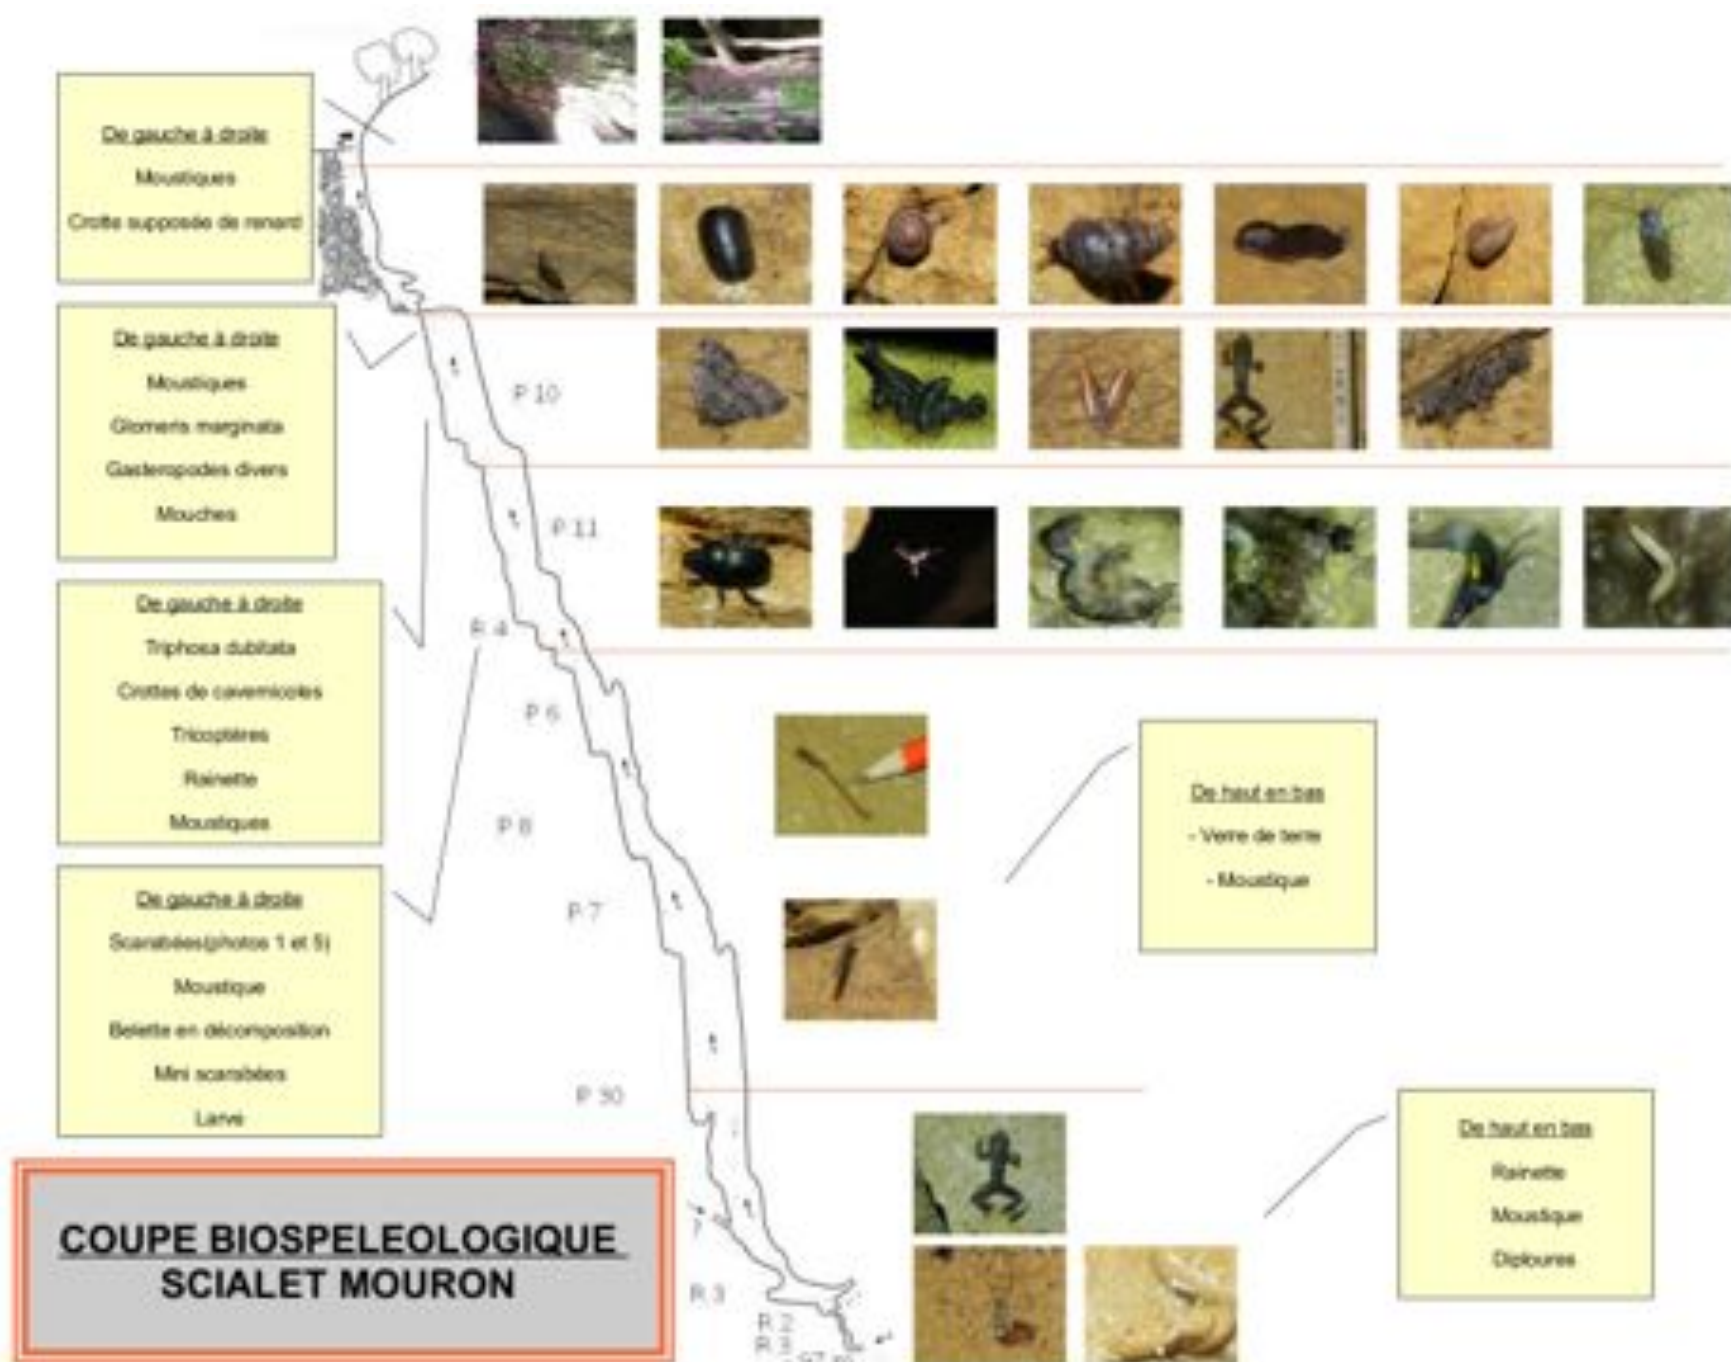 De gauche à droite
Moustiques
Crotte supposée de renard
De gauche à droite
Moustiques
Glomeris marginata
Gasteropodes divers
Mouches
De gauche à droite
Triphosa dubitata
Crottes de cavernicoles
Tricoptères
Rainette
Moustiques
De gauche à droite
Scarabées(photos 1 et 5)
Moustique
Belette en décomposition
Mini scarabées
Larve
P 10
P 11
R 4
P 6
P 8
P 7
P 30
?
R 3
R 2
De haut en bas
- Verre de terre
- Moustique
De haut en bas
Rainette
Moustique
Diploures
COUPE BIOSPELEOLOGIQUE
SCIALET MOURON